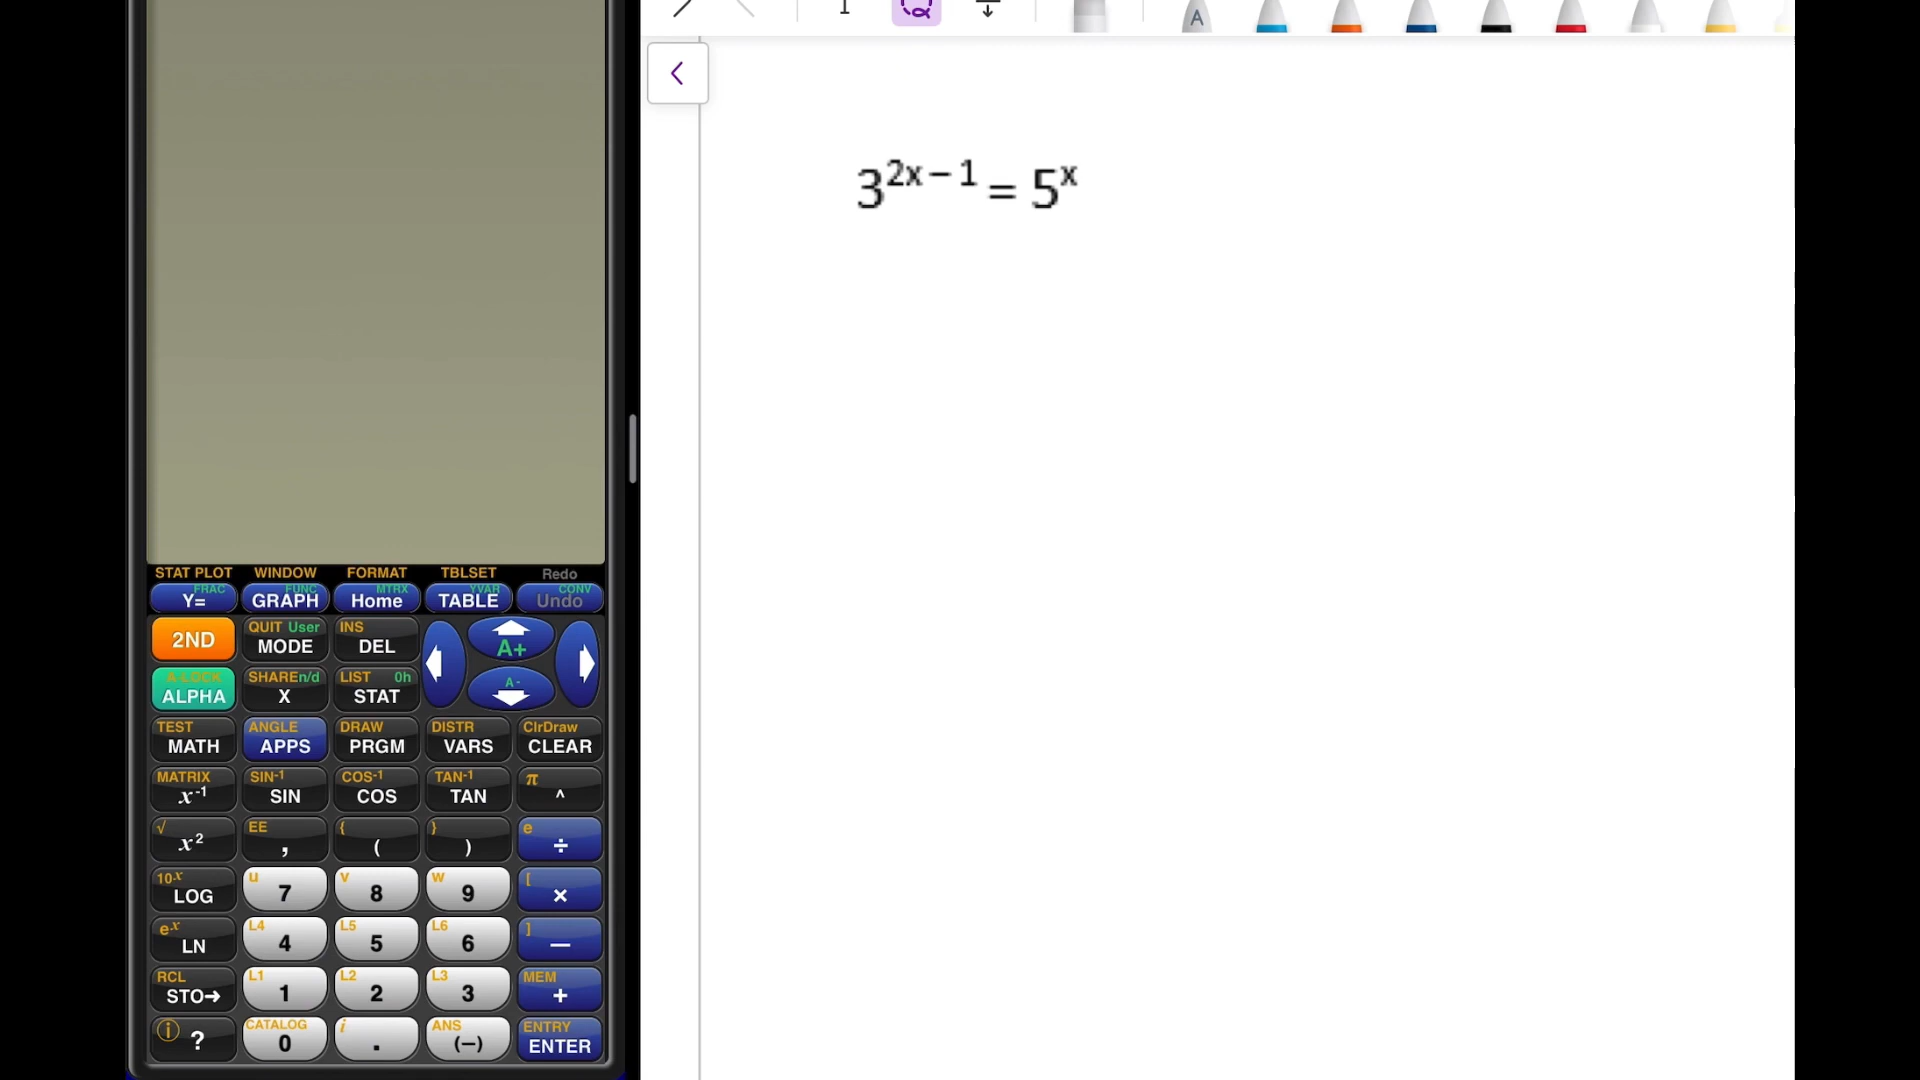 A
3^{2x – 1} = 5^x
STAT PLOT WINDOW FORMAT TBLSET Redo
FRAC FUNC MTRX YVAR CONV
Y= GRAPH Home TABLE Undo
QUIT User INS
2ND MODE DEL A+
A-LOCK SHARE n/d LIST 0h A-
ALPHA X STAT
TEST ANGLE DRAW DISTR ClrDraw
MATH APPS PRGM VARS CLEAR
MATRIX SIN⁻¹ COS⁻¹ TAN⁻¹ π
x⁻¹ SIN COS TAN ^
√ EE { } e
x² , ( ) ÷
10ˣ u v w [
LOG 7 8 9 ×
eˣ L4 L5 L6 ]
LN 4 5 6 —
RCL L1 L2 L3 MEM
STO➔ 1 2 3 +
i CATALOG i ANS ENTRY
? 0 . (—) ENTER